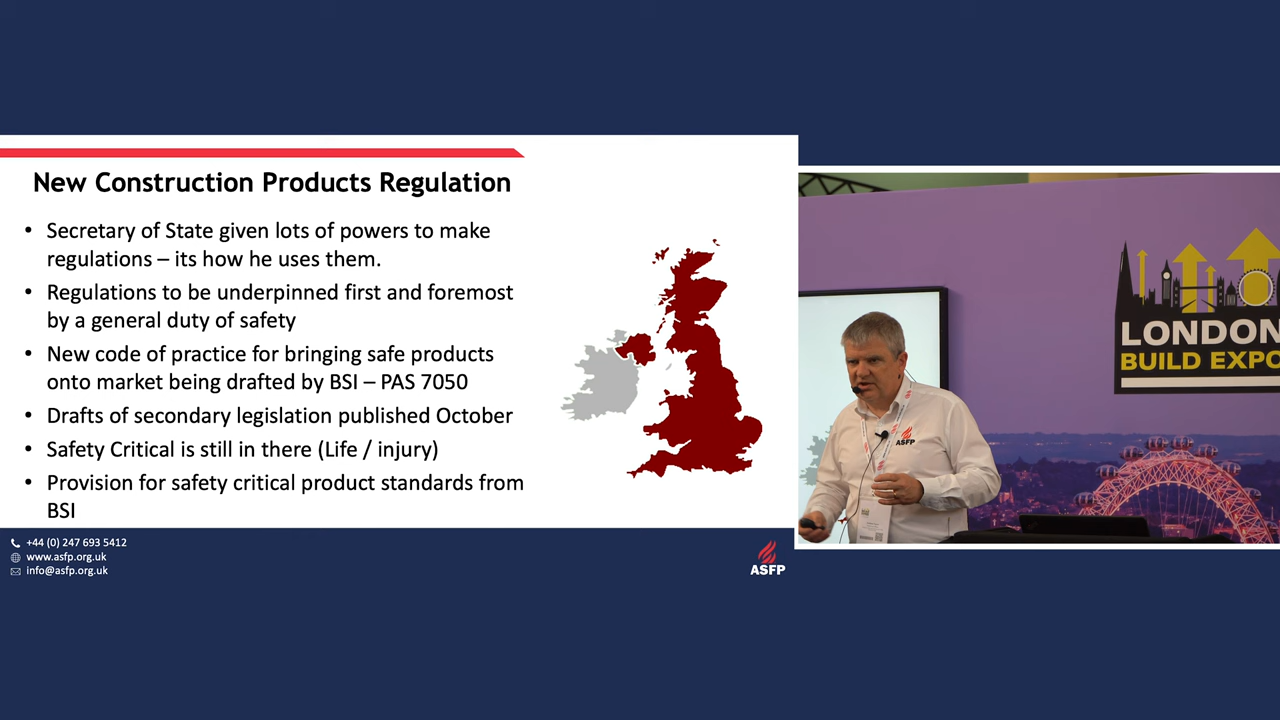 New Construction Products Regulation
• Secretary of State given lots of powers to make
regulations – its how he uses them.
• Regulations to be underpinned first and foremost
by a general duty of safety
• New code of practice for bringing safe products
onto market being drafted by BSI – PAS 7050
• Drafts of secondary legislation published October
• Safety Critical is still in there (Life / injury)
• Provision for safety critical product standards from
BSI
+44 (0) 247 693 5412
www.asfp.org.uk
info@asfp.org.uk
ASFP
LONDON
BUILD EXPO
ASFP